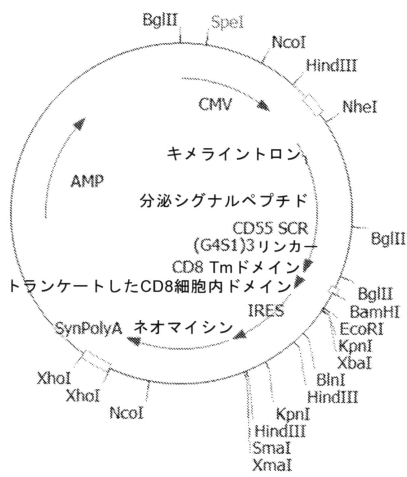 BglII
SpeI
NcoI
HindIII
NheI
CMV
キメライントロン
AMP
分泌シグナルペプチド
CD55 SCR
(G4S1)3リンカー
BglII
CD8 Tmドメイン
トランケートしたCD8細胞内ドメイン
BglII
IRES
BamHI
EcoRI
KpnI
XbaI
SynPolyA ネオマイシン
BlnI
HindIII
XhoI
XhoI
NcoI
KpnI
HindIII
SmaI
XmaI